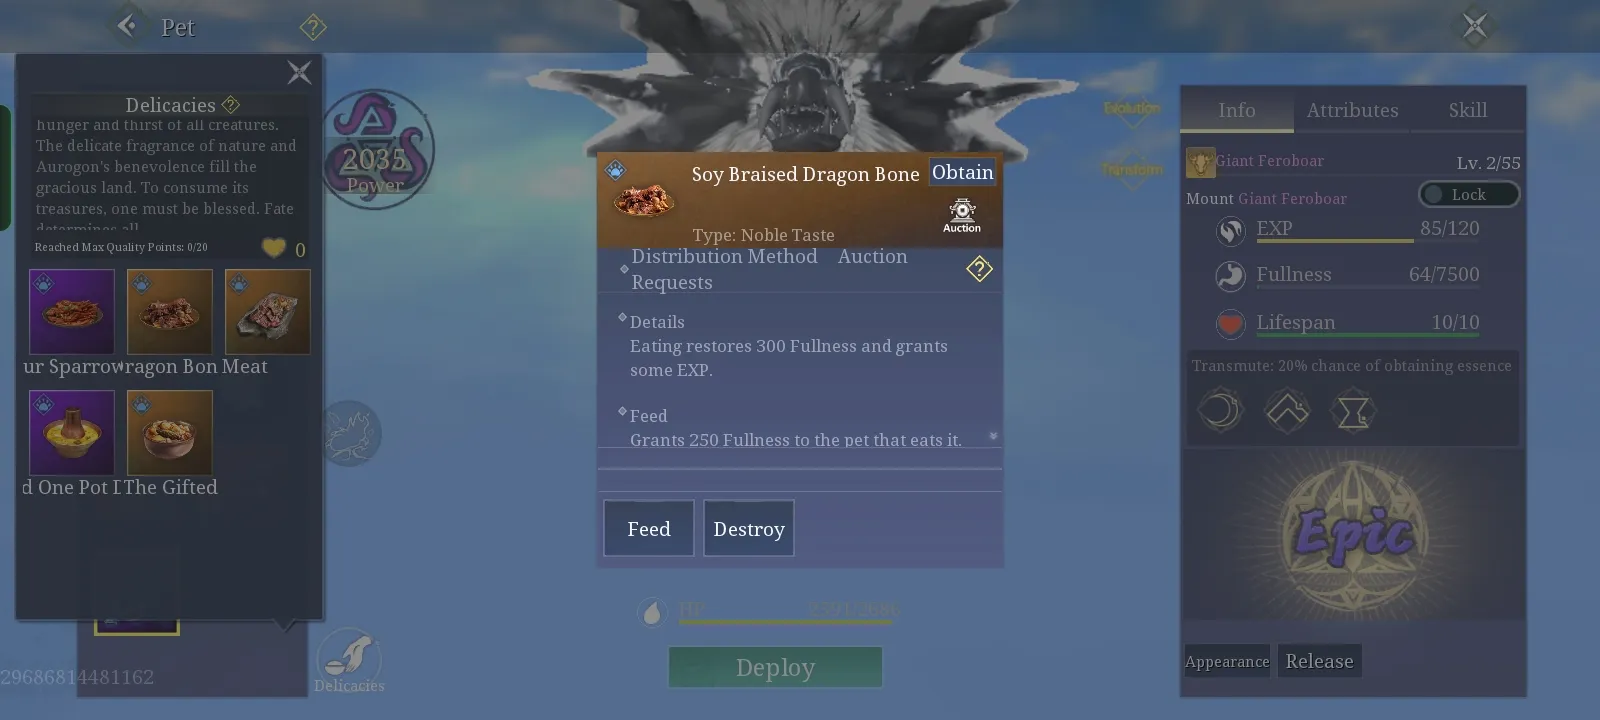 Pet
Delicacies
hunger and thirst of all creatures.
The delicate fragrance of nature and
Aurogon's benevolence fill the
gracious land. To consume its
treasures, one must be blessed. Fate
determines all
Reached Max Quality Points: 0/20
0
ur Sparrow
ragon Bon
Meat
d One Pot D
The Gifted
29686814481162
2035
Power
Delicacies
Soy Braised Dragon Bone
Obtain
Auction
Type: Noble Taste
Distribution Method Auction
Requests
Details
Eating restores 300 Fullness and grants
some EXP.
Feed
Grants 250 Fullness to the pet that eats it.
Feed
Destroy
HP
Deploy
Evolution
Transform
Info
Attributes
Skill
Giant Feroboar
Lv. 2/55
Mount Giant Feroboar
Lock
EXP 85/120
Fullness 64/7500
Lifespan 10/10
Transmute: 20% chance of obtaining essence
Epic
Appearance
Release